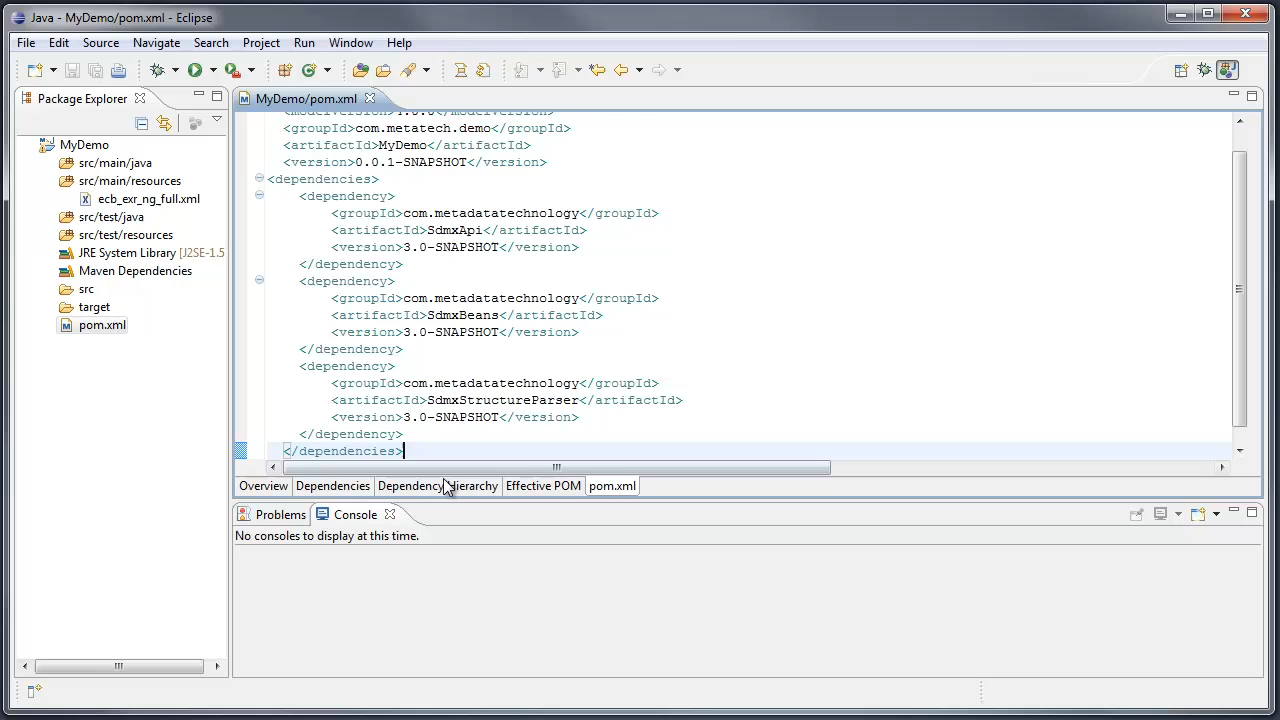 Java - MyDemo/pom.xml - Eclipse
File Edit Source Navigate Search Project Run Window Help
Package Explorer
MyDemo
src/main/java
src/main/resources
ecb_exr_ng_full.xml
src/test/java
src/test/resources
JRE System Library [J2SE-1.5
Maven Dependencies
src
target
pom.xml
MyDemo/pom.xml
<modelVersion>4.0.0</modelVersion>
<groupId>com.metatech.demo</groupId>
<artifactId>MyDemo</artifactId>
<version>0.0.1-SNAPSHOT</version>
<dependencies>
<dependency>
<groupId>com.metadatatechnology</groupId>
<artifactId>SdmxApi</artifactId>
<version>3.0-SNAPSHOT</version>
</dependency>
<dependency>
<groupId>com.metadatatechnology</groupId>
<artifactId>SdmxBeans</artifactId>
<version>3.0-SNAPSHOT</version>
</dependency>
<dependency>
<groupId>com.metadatatechnology</groupId>
<artifactId>SdmxStructureParser</artifactId>
<version>3.0-SNAPSHOT</version>
</dependency>
</dependencies>
Overview Dependencies Dependency Hierarchy Effective POM pom.xml
Problems Console
No consoles to display at this time.